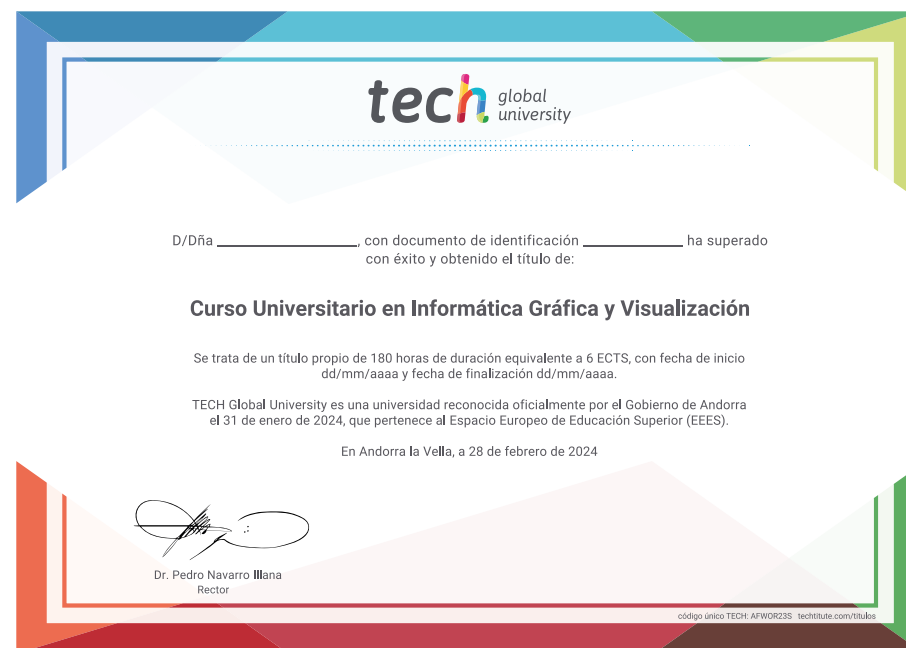 tech global university
D/Dña ____________, con documento de identificación ____________ ha superado
con éxito y obtenido el título de:
Curso Universitario en Informática Gráfica y Visualización
Se trata de un título propio de 180 horas de duración equivalente a 6 ECTS, con fecha de inicio
dd/mm/aaaa y fecha de finalización dd/mm/aaaa.
TECH Global University es una universidad reconocida oficialmente por el Gobierno de Andorra
el 31 de enero de 2024, que pertenece al Espacio Europeo de Educación Superior (EEES).
En Andorra la Vella, a 28 de febrero de 2024
Dr. Pedro Navarro Illana
Rector
código único TECH: AFWOR23S techtitute.com/titulos